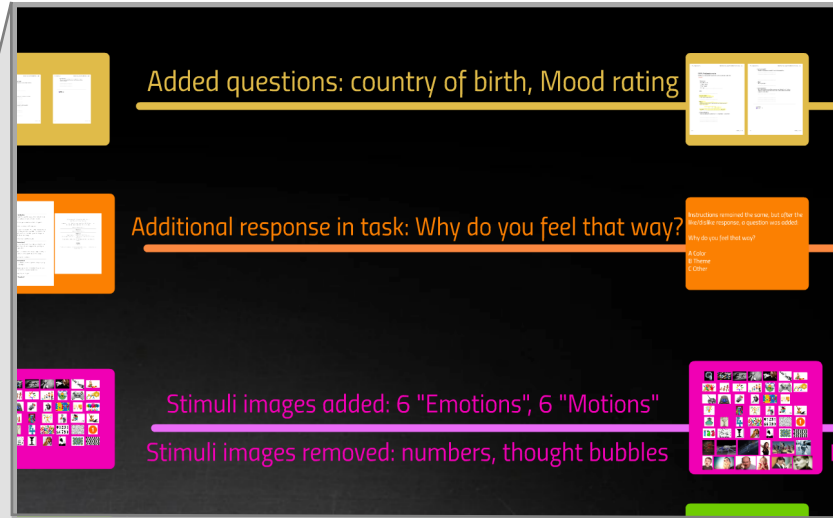 Added questions: country of birth, Mood rating
Additional response in task: Why do you feel that way?
Instructions remained the same, but after the
like/dislike response, a question was added
Why do you feel that way?
A Color
B Theme
C Other
Stimuli images added: 6 "Emotions", 6 "Motions"
Stimuli images removed: numbers, thought bubbles